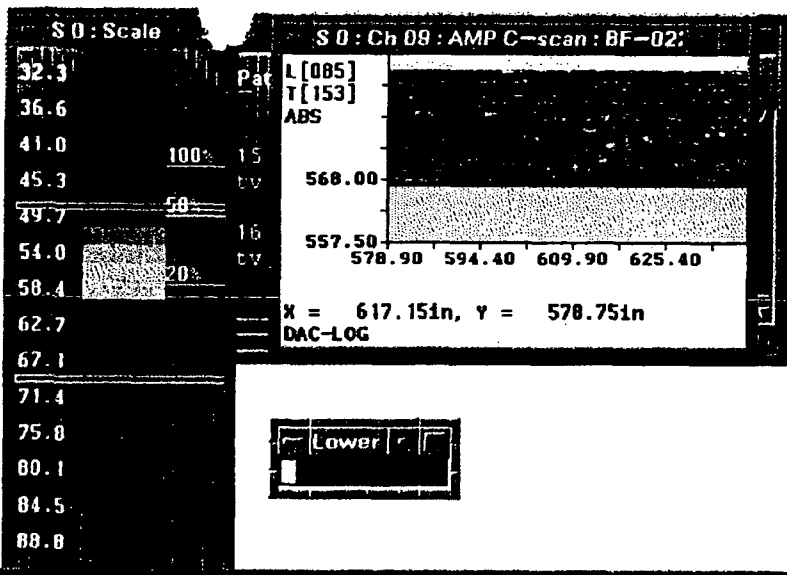 S 0 : Scale
32.3
36.6
41.0
100%
45.3
50%
49.7
54.0
20%
58.4
62.7
67.1
71.4
75.8
80.1
84.5
88.8
Pat
15
16
S 0 : Ch 09 : AMP C-scan : BF-02
L[085]
T[153]
ABS
568.00
557.50
578.90 594.40 609.90 625.40
X = 617.15in, Y = 578.75in
DAC-LOG
Lower